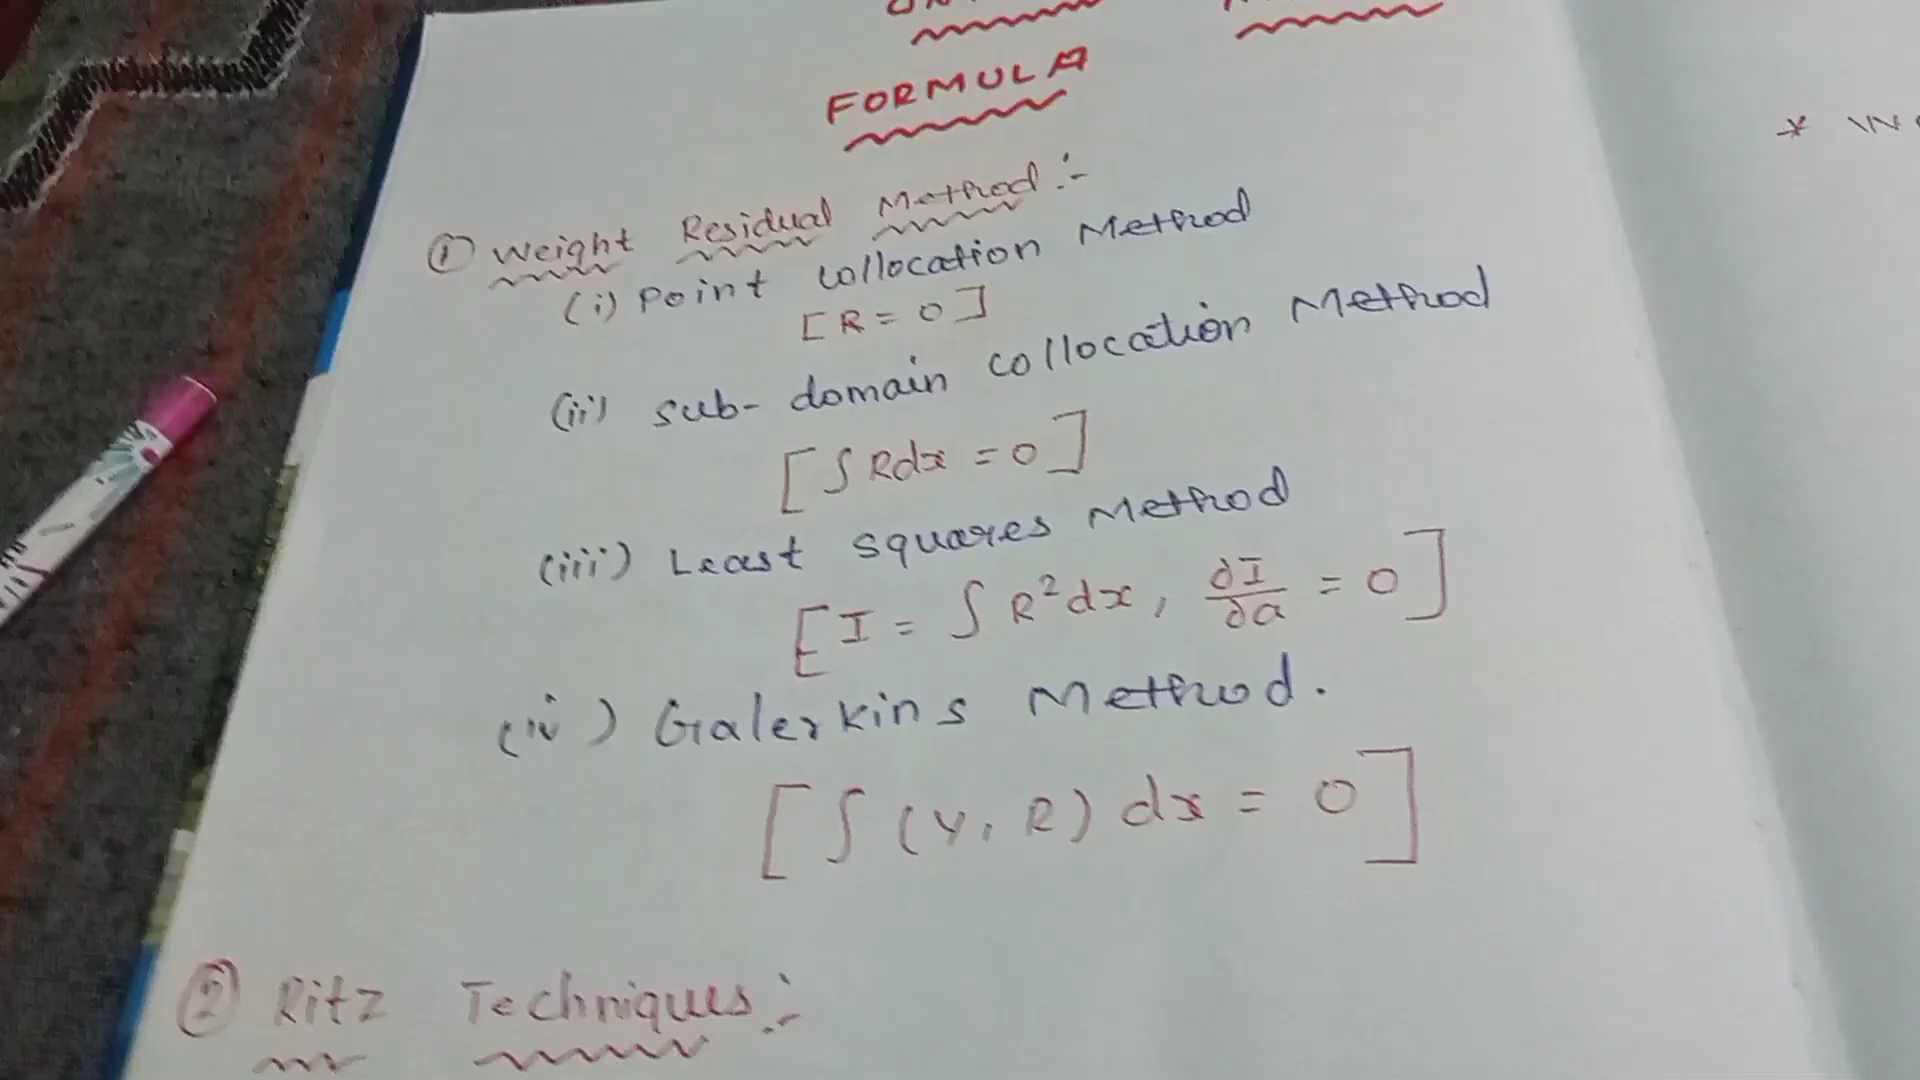 FORMULA
① Weight Residual Method :-
(i) Point collocation Method
[R = 0]
(ii) sub-domain collocation Method
[∫ Rdx = 0]
(iii) Least squares Method
[I = ∫ R²dx, ∂I/∂a = 0]
(iv) Galerkins Method.
[∫ (Y, R) dx = 0]
② Ritz Techniques :-